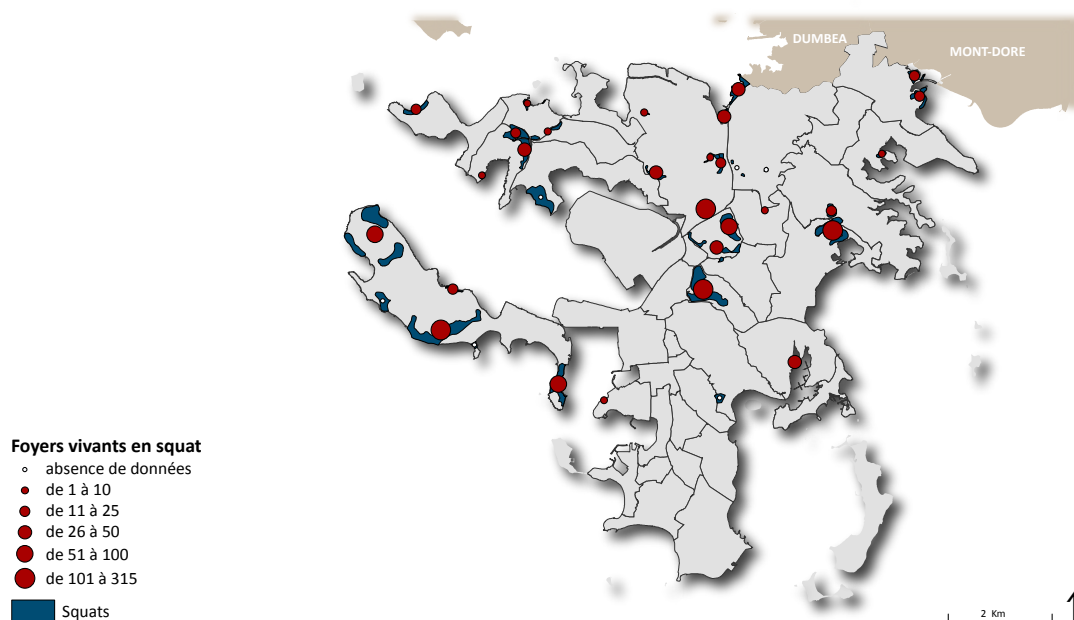 DUMBEA
MONT-DORE
Foyers vivants en squat
absence de données
de 1 à 10
de 11 à 25
de 26 à 50
de 51 à 100
de 101 à 315
Squats
2 Km